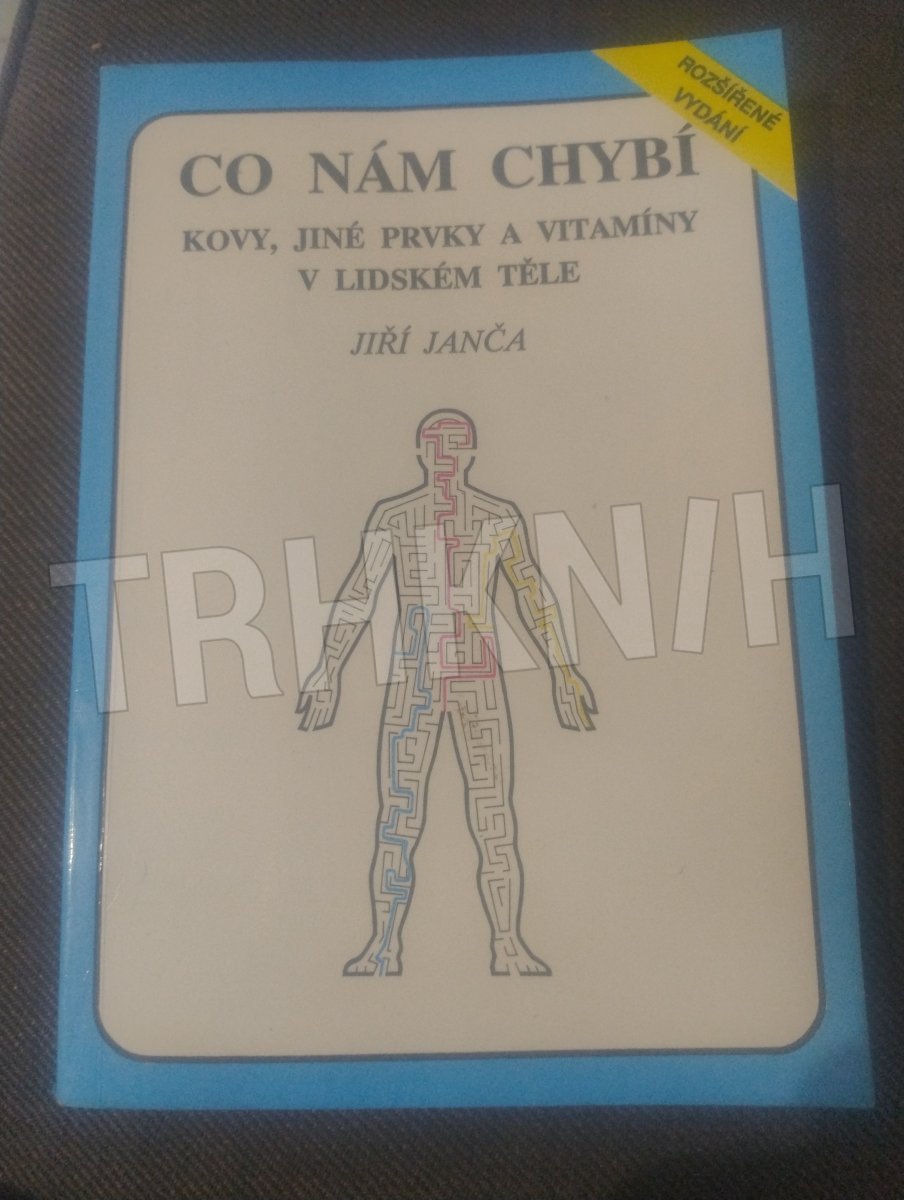 ROZŠÍŘENÉ
VYDÁNÍ
CO NÁM CHYBÍ
KOVY, JINÉ PRVKY A VITAMÍNY
V LIDSKÉM TĚLE
JIŘÍ JANČA
TRHKNIH